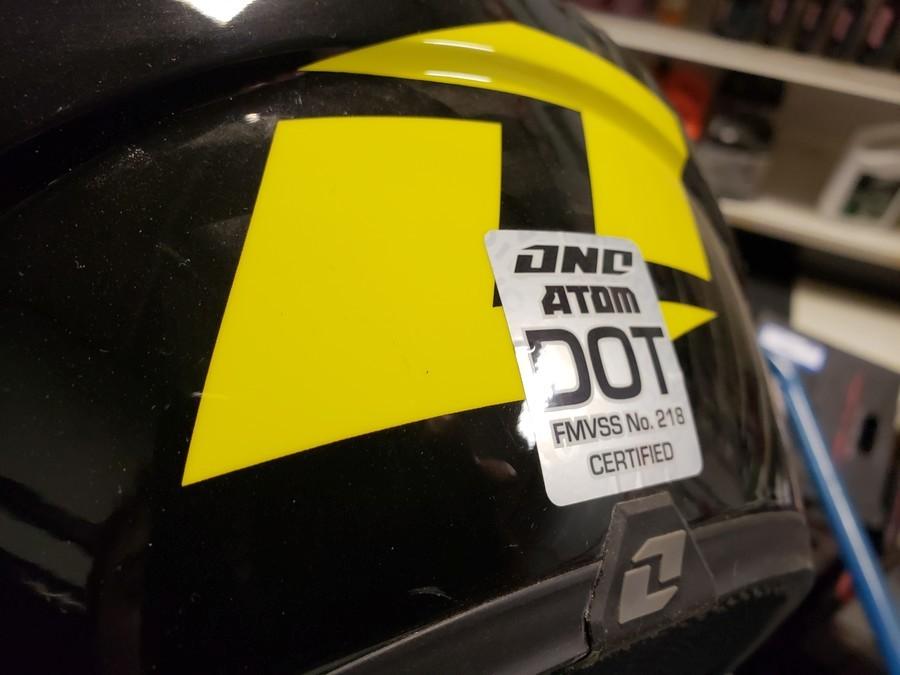 ONE
ATOM
DOT
FMVSS No. 218
CERTIFIED